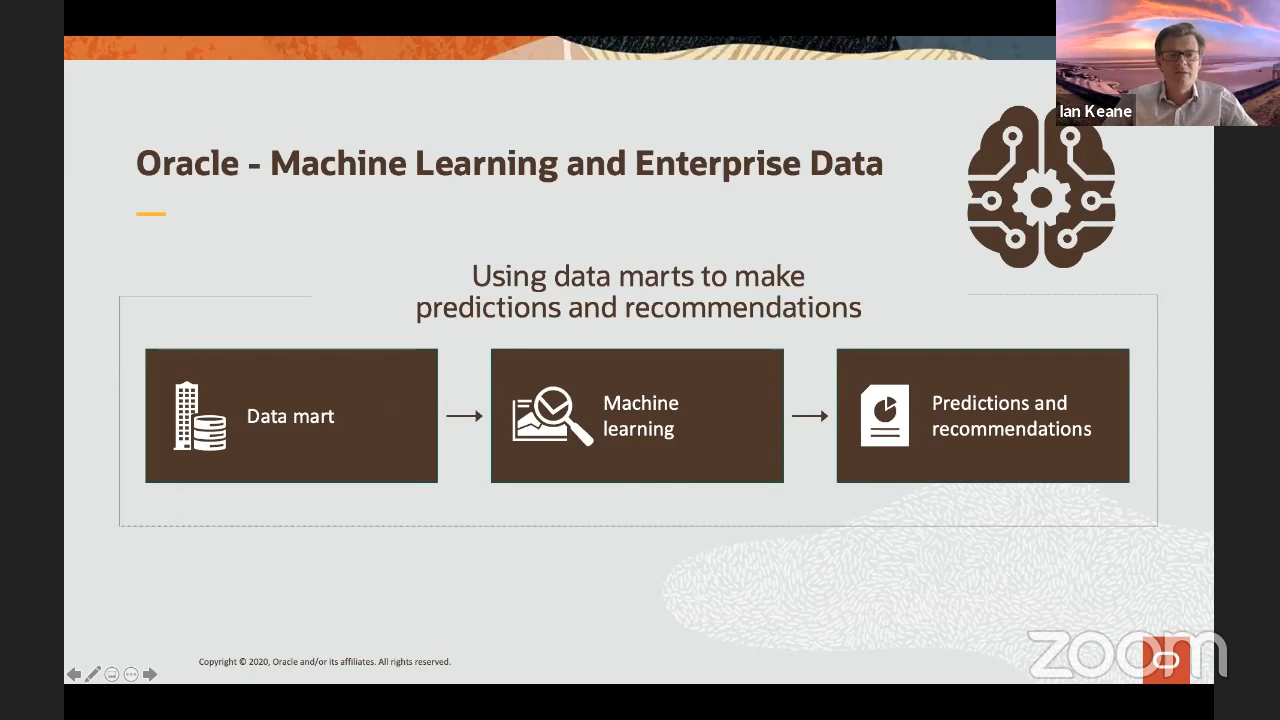 Ian Keane
Oracle - Machine Learning and Enterprise Data
Using data marts to make
predictions and recommendations
Data mart
Machine
learning
Predictions and
recommendations
Copyright © 2020, Oracle and/or its affiliates. All rights reserved.
zoom